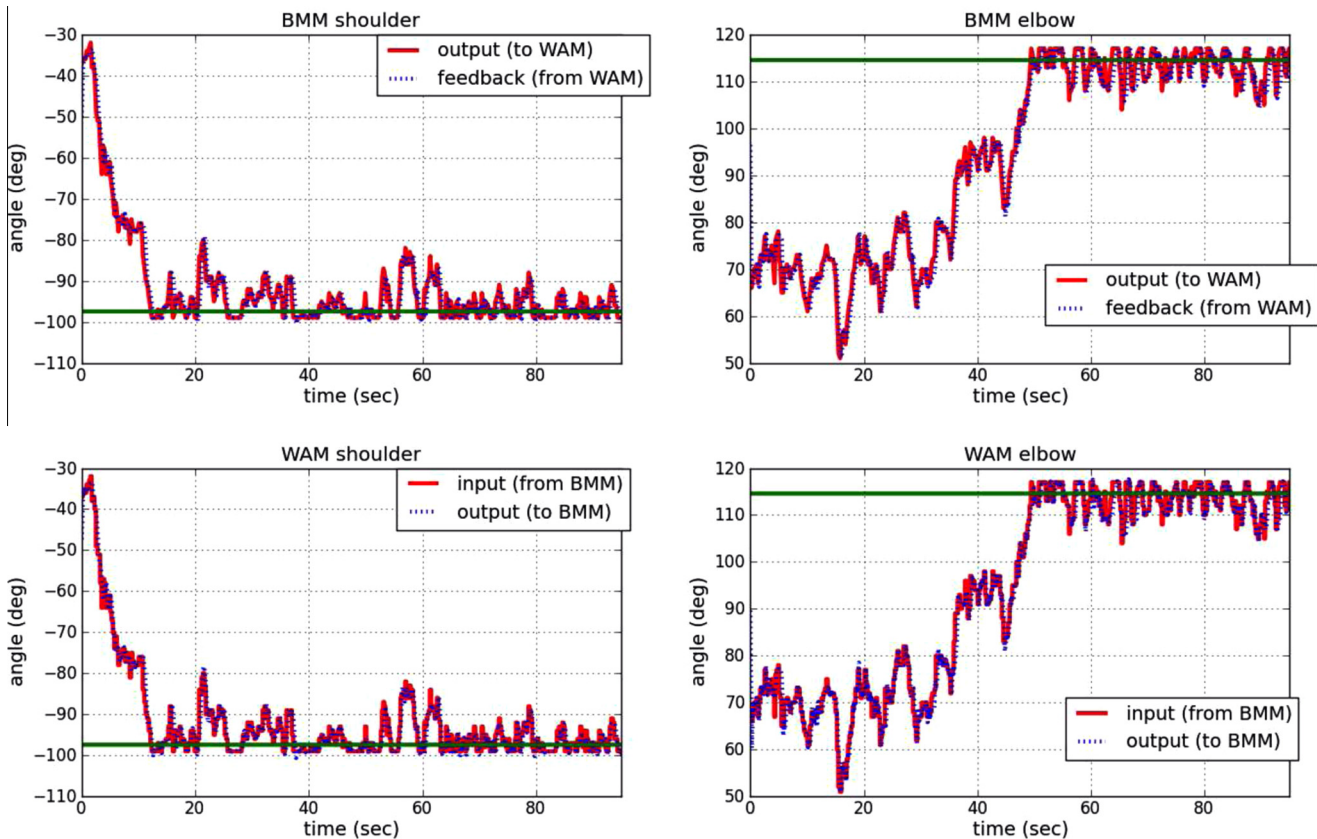 BMM shoulder
−30
−40
−50
−60
−70
−80
−90
−100
−110
angle (deg)
output (to WAM)
feedback (from WAM)
0
20
40
60
80
time (sec)
BMM elbow
120
110
100
90
80
70
60
50
angle (deg)
output (to WAM)
feedback (from WAM)
0
20
40
60
80
time (sec)
WAM shoulder
−30
−40
−50
−60
−70
−80
−90
−100
−110
angle (deg)
input (from BMM)
output (to BMM)
0
20
40
60
80
time (sec)
WAM elbow
120
110
100
90
80
70
60
50
angle (deg)
input (from BMM)
output (to BMM)
0
20
40
60
80
time (sec)